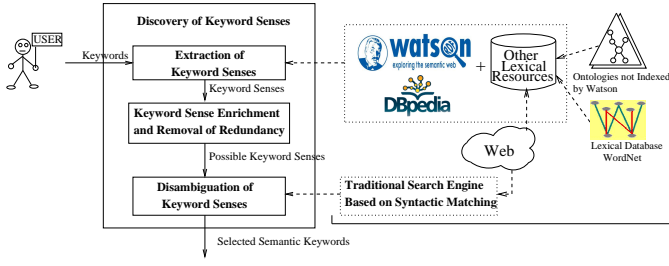 USER
Discovery of Keyword Senses
Keywords
Extraction of
Keyword Senses
Keyword Senses
Keyword Sense Enrichment
and Removal of Redundancy
Possible Keyword Senses
Disambiguation of
Keyword Senses
Selected Semantic Keywords
watson
exploring the semantic web
DBpedia
+
Other
Lexical
Resources
Ontologies not Indexed
by Watson
Lexical Database
WordNet
Web
Traditional Search Engine
Based on Syntactic Matching